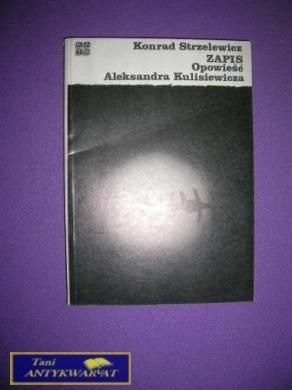 Konrad Strzelewicz
ZAPIS
Opowieść
Aleksandra Kulisiewicza
Tani
ANTYKWARIAT